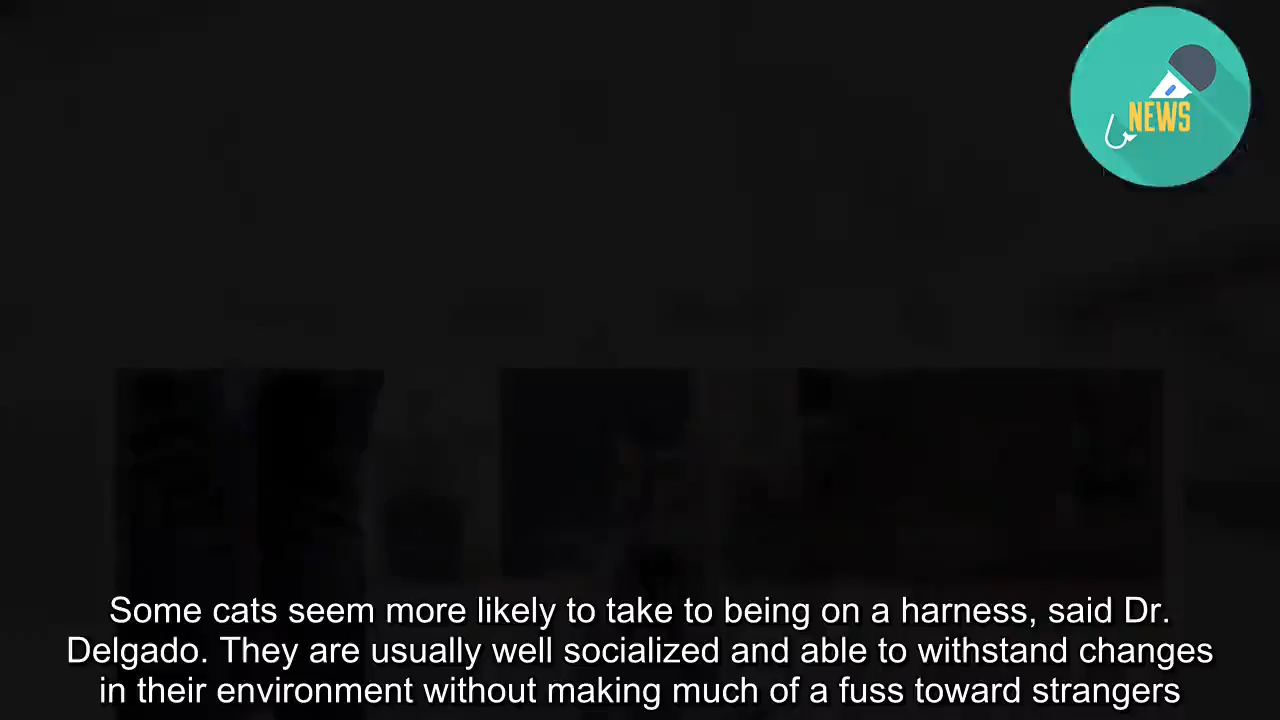 NEWS
Some cats seem more likely to take to being on a harness, said Dr.
Delgado. They are usually well socialized and able to withstand changes
in their environment without making much of a fuss toward strangers